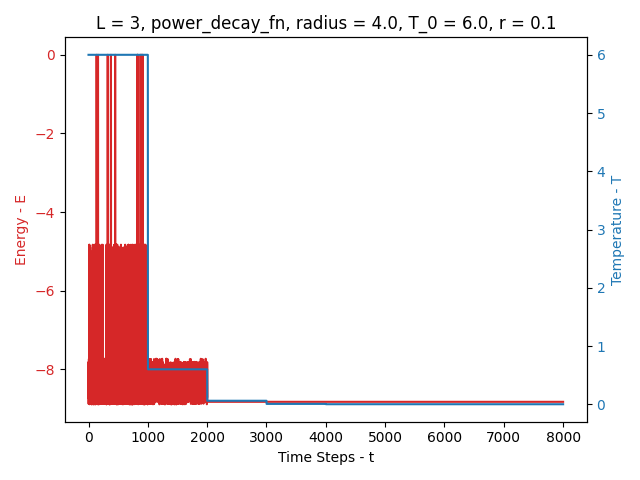 L = 3, power_decay_fn, radius = 4.0, T_0 = 6.0, r = 0.1
Energy - E
0
−2
−4
−6
−8
Temperature - T
6
5
4
3
2
1
0
0 1000 2000 3000 4000 5000 6000 7000 8000
Time Steps - t